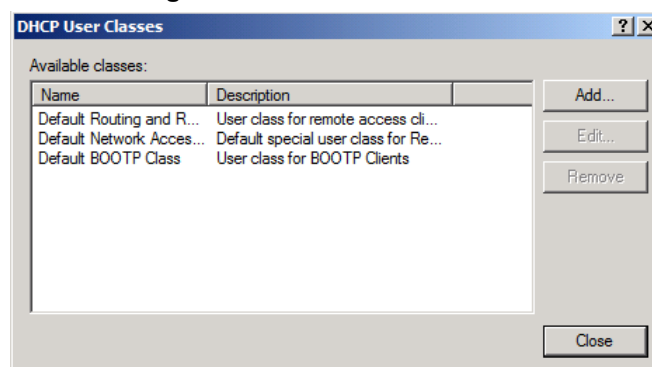 DHCP User Classes
Available classes:
Name Description
Add...
Default Routing and R... User class for remote access cli...
Default Network Acces... Default special user class for Re...
Edit...
Default BOOTP Class User class for BOOTP Clients
Remove
Close